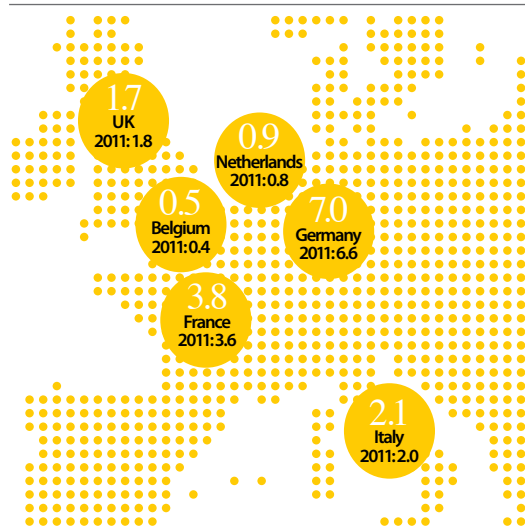 1.7
UK
2011: 1.8
0.9
Netherlands
2011: 0.8
0.5
Belgium
2011: 0.4
7.0
Germany
2011: 6.6
3.8
France
2011: 3.6
2.1
Italy
2011: 2.0